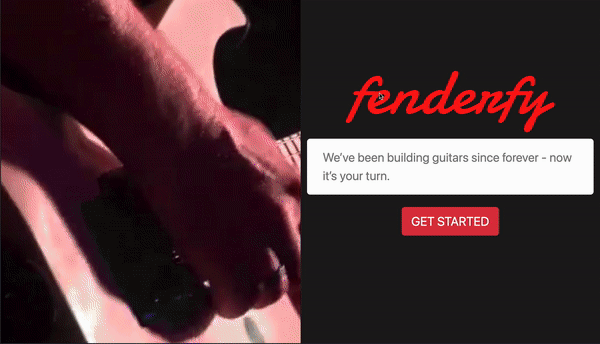 fenderfy
We've been building guitars since forever - now
it's your turn.
GET STARTED